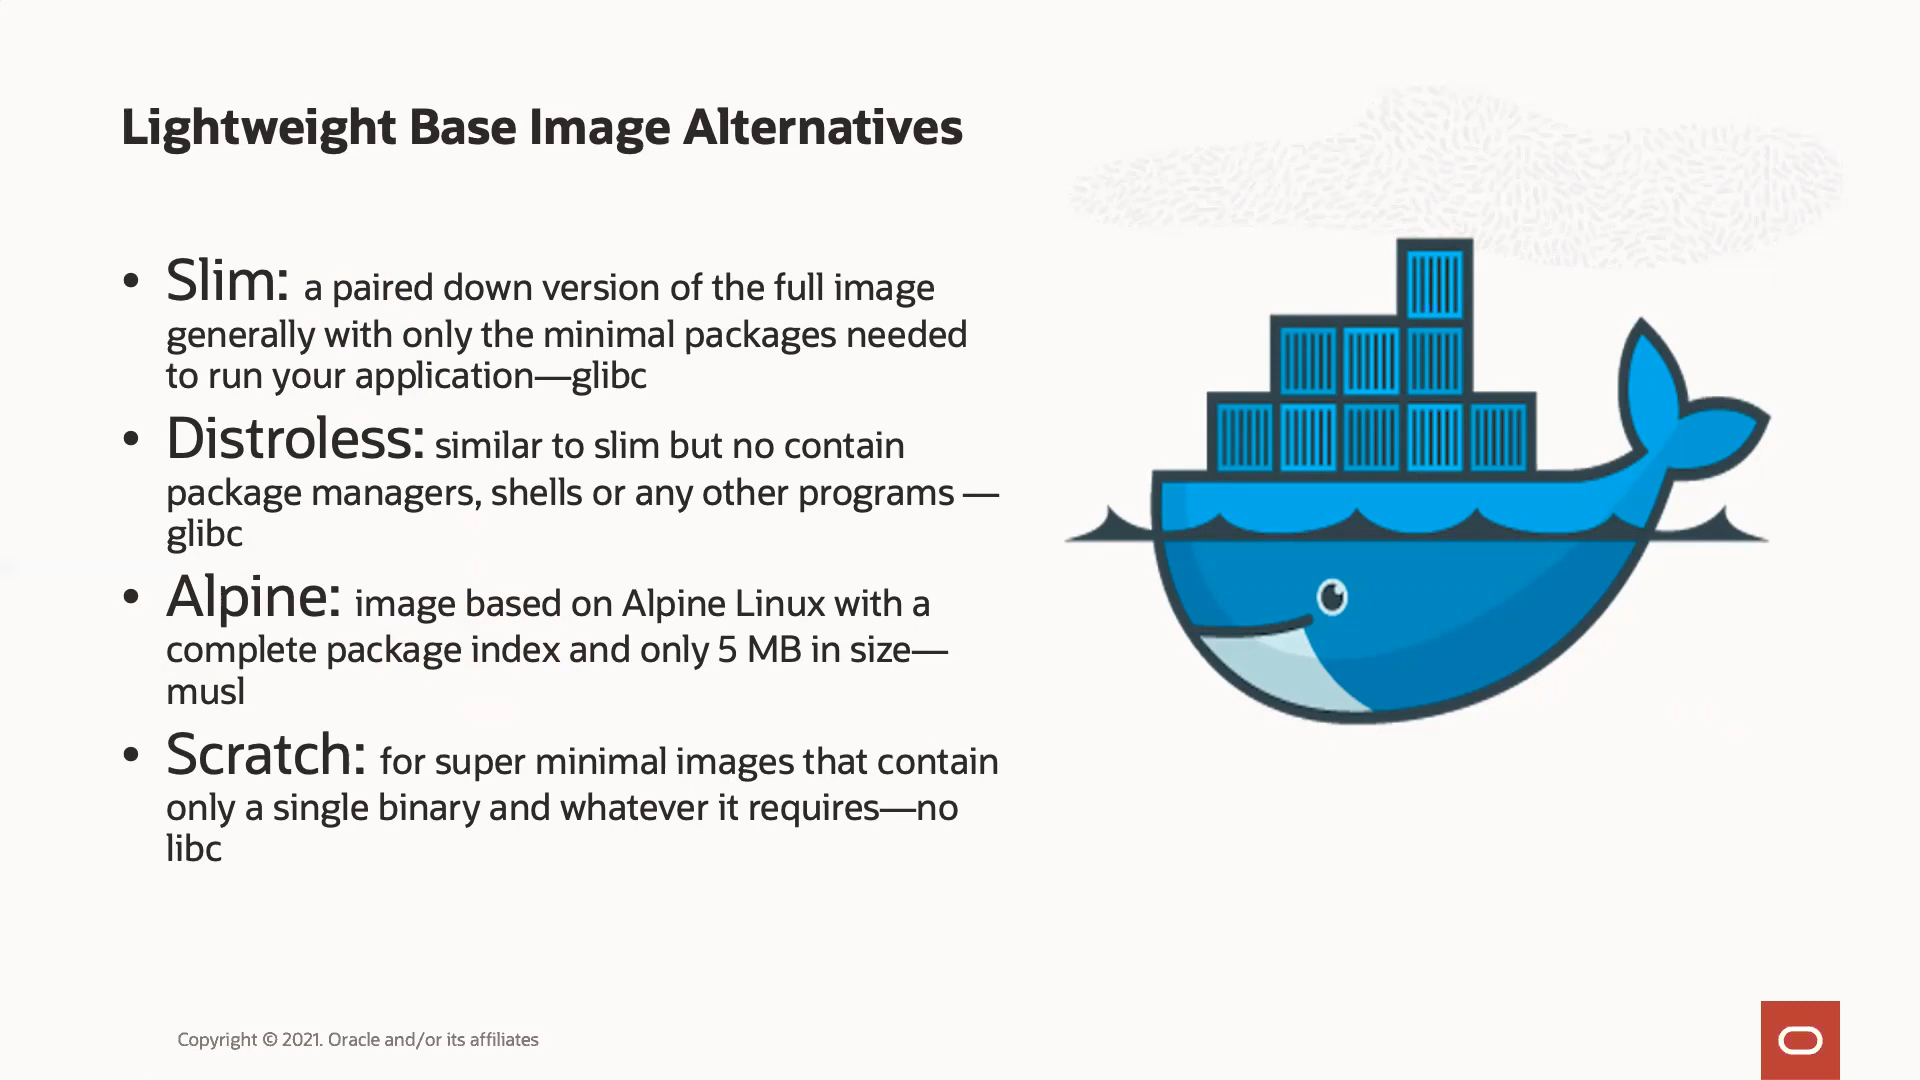 Lightweight Base Image Alternatives
• Slim: a paired down version of the full image
generally with only the minimal packages needed
to run your application—glibc
• Distroless: similar to slim but no contain
package managers, shells or any other programs —
glibc
• Alpine: image based on Alpine Linux with a
complete package index and only 5 MB in size—
musl
• Scratch: for super minimal images that contain
only a single binary and whatever it requires—no
libc
Copyright © 2021. Oracle and/or its affiliates